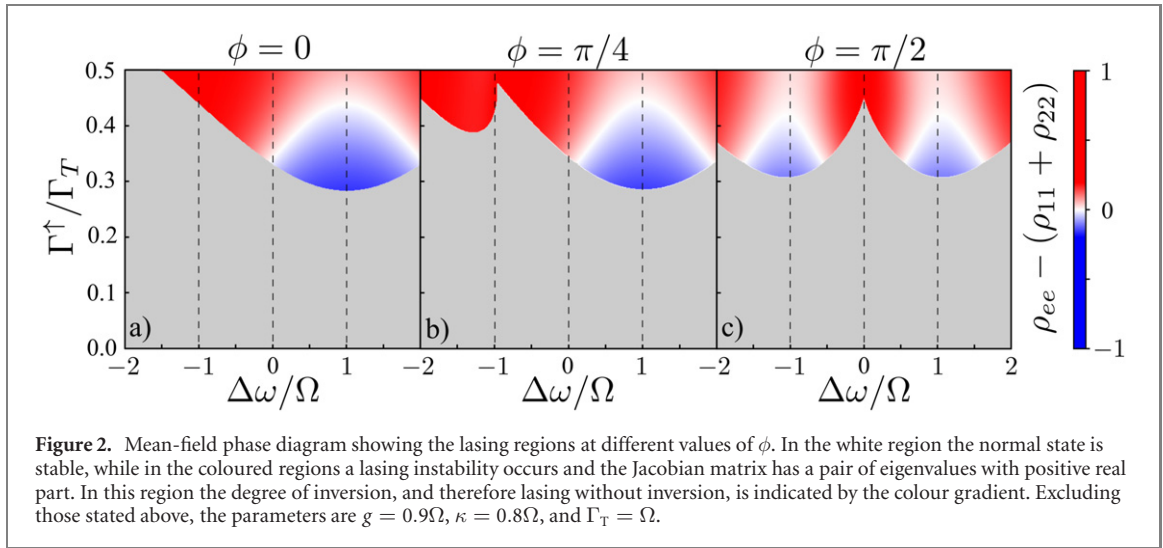 ϕ = 0
ϕ = π/4
ϕ = π/2
0.5
0.4
0.3
0.2
0.1
0.0
Γ↑/Γ_T
a)
b)
c)
−2 −1 0 1 −2 −1 0 1 −2 −1 0 1 2
Δω/Ω Δω/Ω Δω/Ω
1
0
−1
ρee − (ρ11 + ρ22)
Figure 2. Mean-field phase diagram showing the lasing regions at different values of ϕ. In the white region the normal state is
stable, while in the coloured regions a lasing instability occurs and the Jacobian matrix has a pair of eigenvalues with positive real
part. In this region the degree of inversion, and therefore lasing without inversion, is indicated by the colour gradient. Excluding
those stated above, the parameters are g = 0.9Ω, κ = 0.8Ω, and ΓT = Ω.